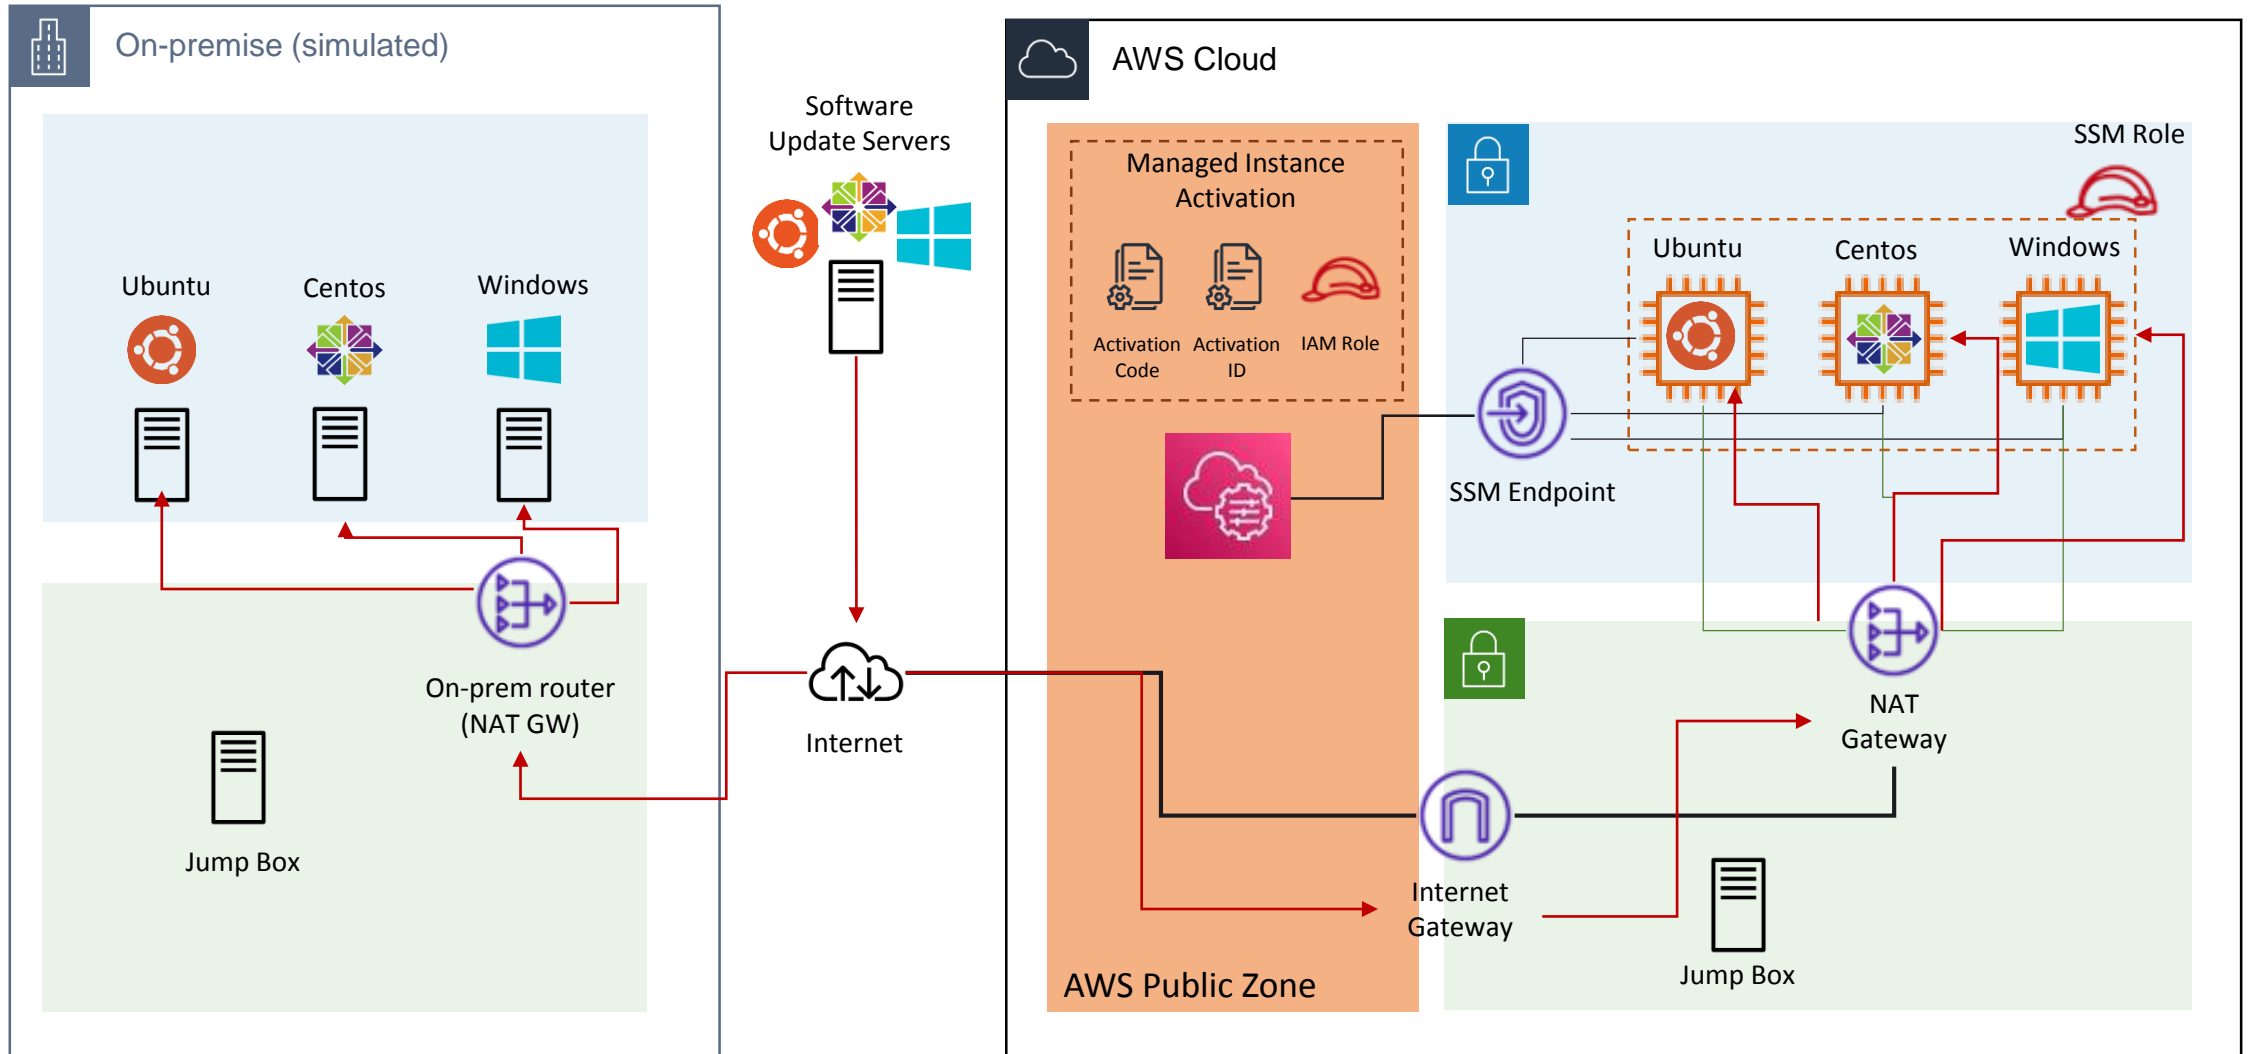 On-premise (simulated)
Ubuntu
Centos
Windows
On-prem router
(NAT GW)
Jump Box
Software
Update Servers
Internet
AWS Cloud
Managed Instance
Activation
Activation
Code
Activation
ID
IAM Role
AWS Public Zone
SSM Role
Ubuntu
Centos
Windows
SSM Endpoint
NAT
Gateway
Internet
Gateway
Jump Box